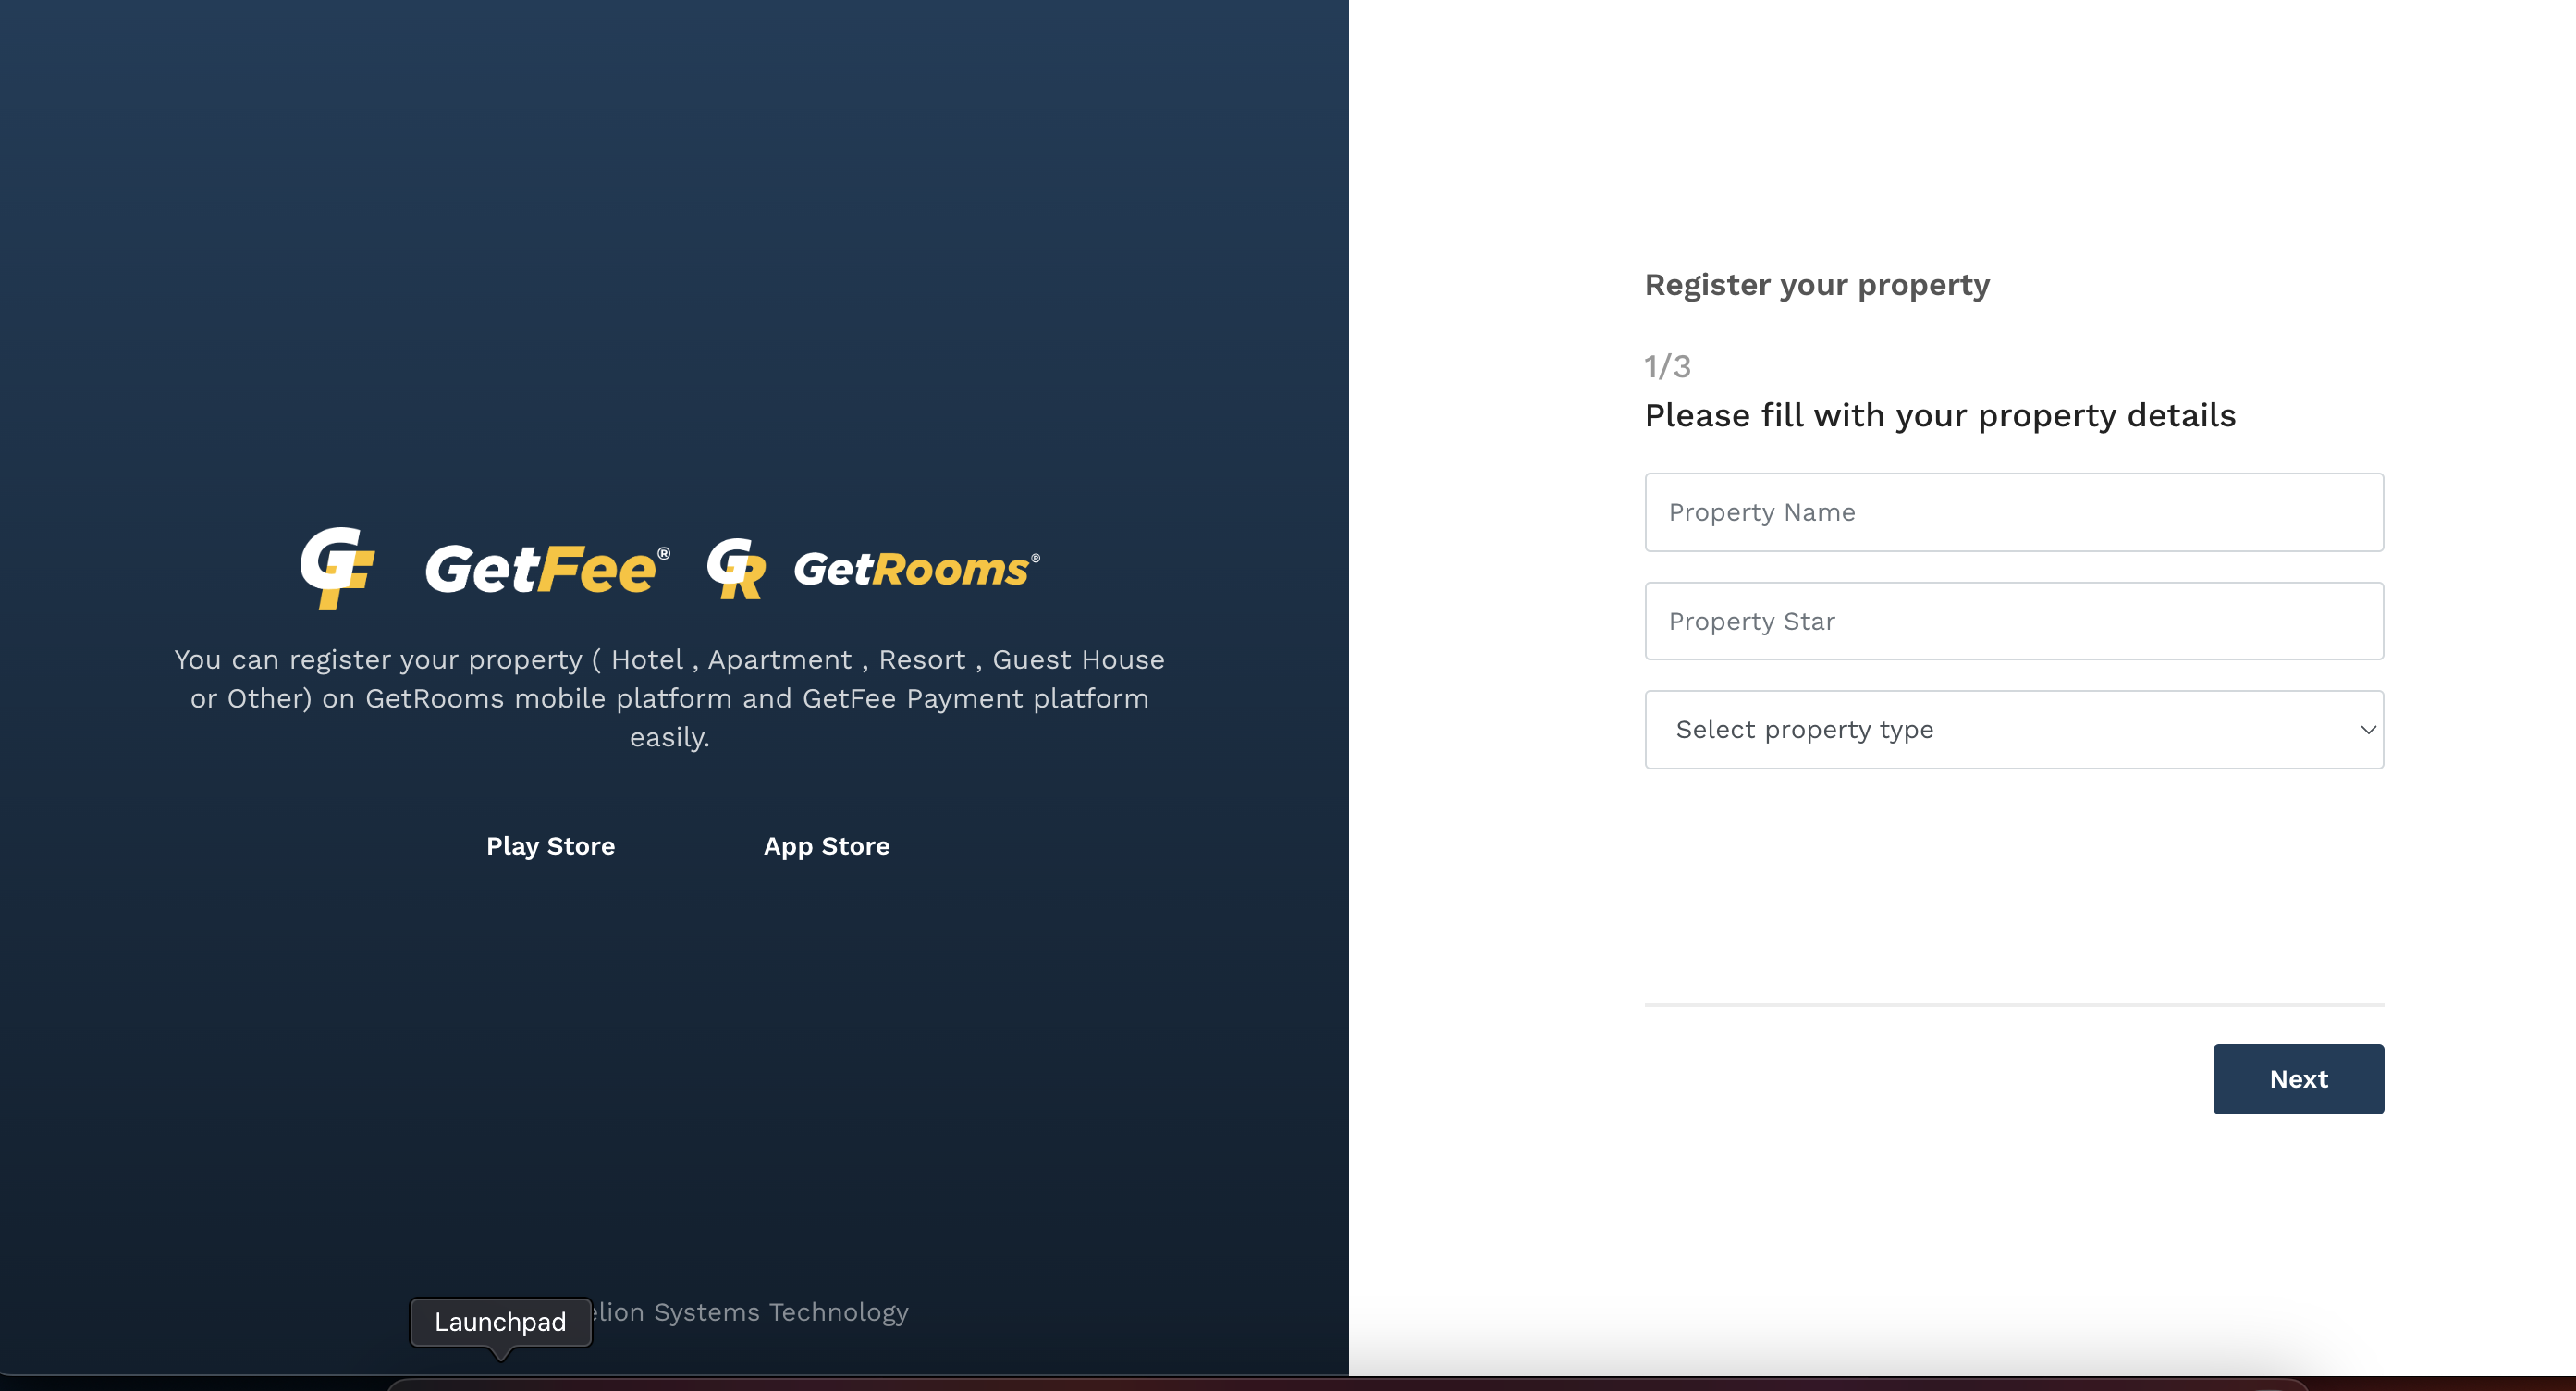 GF GetFee® GR GetRooms®
You can register your property ( Hotel , Apartment , Resort , Guest House
or Other) on GetRooms mobile platform and GetFee Payment platform
easily.
Play Store
App Store
Systems Technology
Launchpad
Register your property
1/3
Please fill with your property details
Property Name
Property Star
Select property type
Next